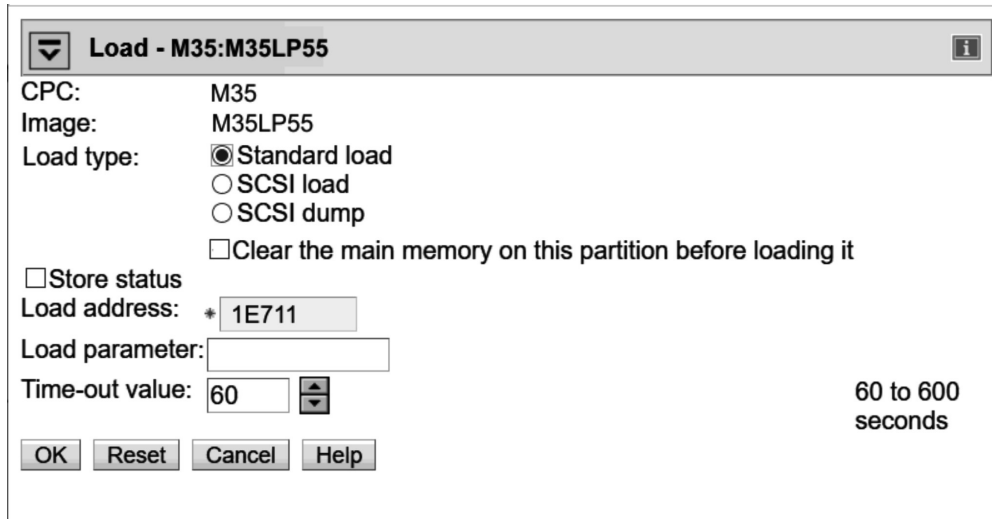 Load - M35:M35LP55
CPC: M35
Image: M35LP55
Load type: Standard load
SCSI load
SCSI dump
Clear the main memory on this partition before loading it
Store status
Load address: * 1E711
Load parameter:
Time-out value: 60 60 to 600
seconds
OK Reset Cancel Help